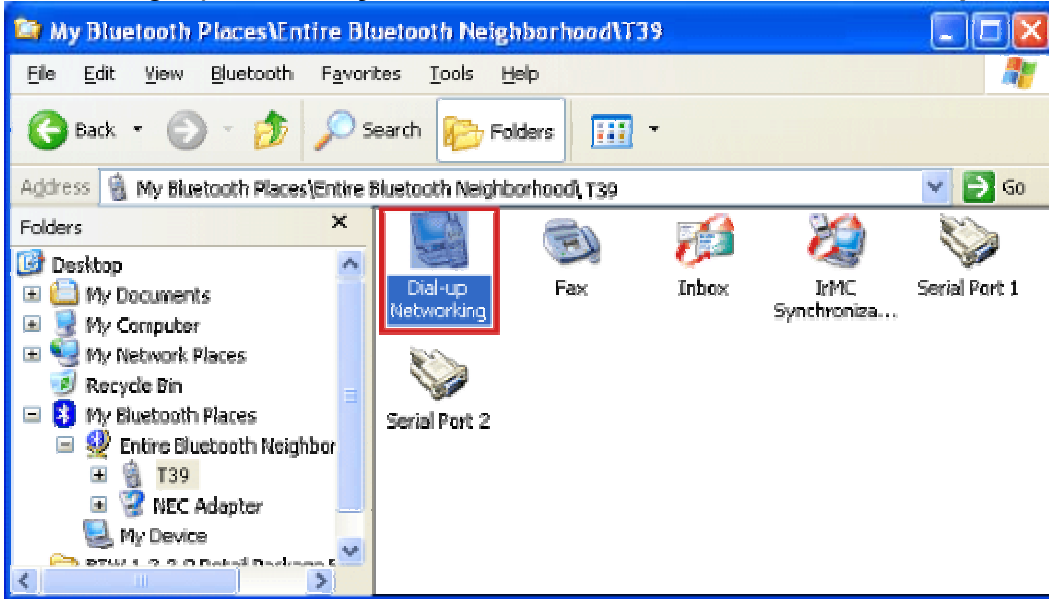 My Bluetooth Places\Entire Bluetooth Neighborhood\T39
File Edit View Bluetooth Favorites Tools Help
Back Search Folders
Address My Bluetooth Places\Entire Bluetooth Neighborhood\T39 Go
Folders
Desktop
My Documents
My Computer
My Network Places
Recycle Bin
My Bluetooth Places
Entire Bluetooth Neighbor
T39
NEC Adapter
My Device
Dial-up
Networking
Fax
Inbox
IrMC
Synchroniza...
Serial Port 1
Serial Port 2